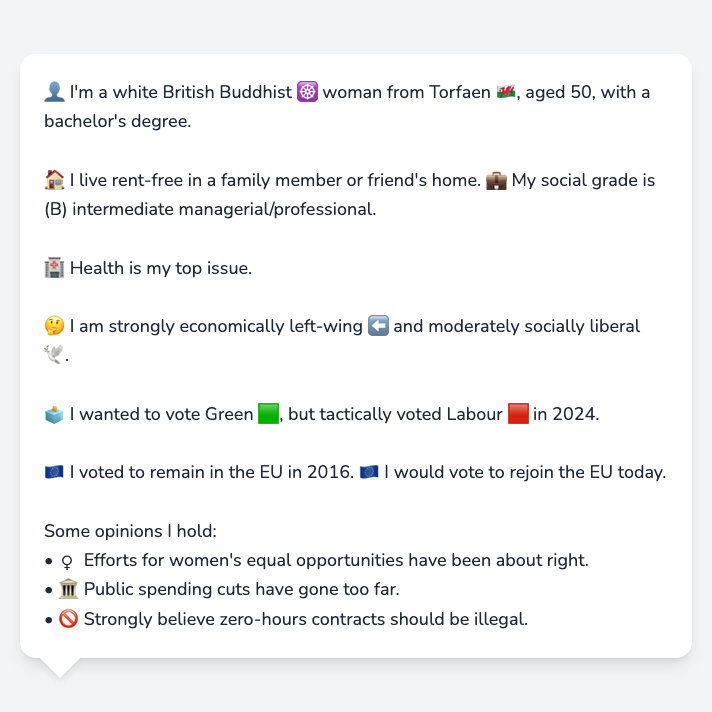 👤 I'm a white British Buddhist ☸️ woman from Torfaen 🏴󠁧󠁢󠁷󠁬󠁳󠁿, aged 50, with a
bachelor's degree.
🏠 I live rent-free in a family member or friend's home. 💼 My social grade is
(B) intermediate managerial/professional.
🏥 Health is my top issue.
🤔 I am strongly economically left-wing ⬅️ and moderately socially liberal
🕊️.
🗳️ I wanted to vote Green 🟩, but tactically voted Labour 🟥 in 2024.
🇪🇺 I voted to remain in the EU in 2016. 🇪🇺 I would vote to rejoin the EU today.
Some opinions I hold:
• ♀ Efforts for women's equal opportunities have been about right.
• 🏛️ Public spending cuts have gone too far.
• 🚫 Strongly believe zero-hours contracts should be illegal.